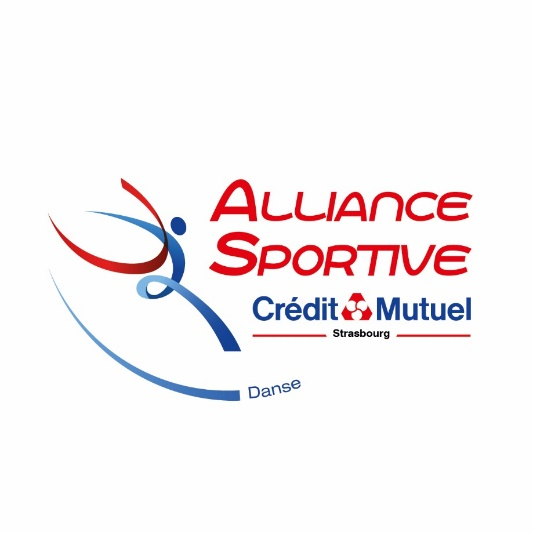 ALLIANCE
SPORTIVE
Crédit Mutuel
Strasbourg
Danse